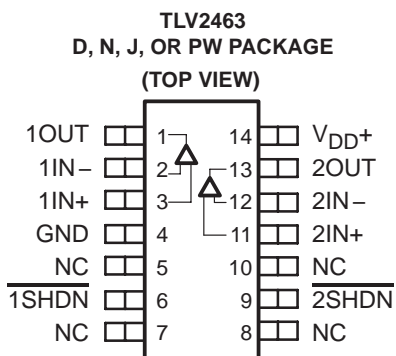 TLV2463
D, N, J, OR PW PACKAGE
(TOP VIEW)
1OUT 1 14 VDD+
1IN− 2 13 2OUT
1IN+ 3 12 2IN−
GND 4 11 2IN+
NC 5 10 NC
1SHDN 6 9 2SHDN
NC 7 8 NC